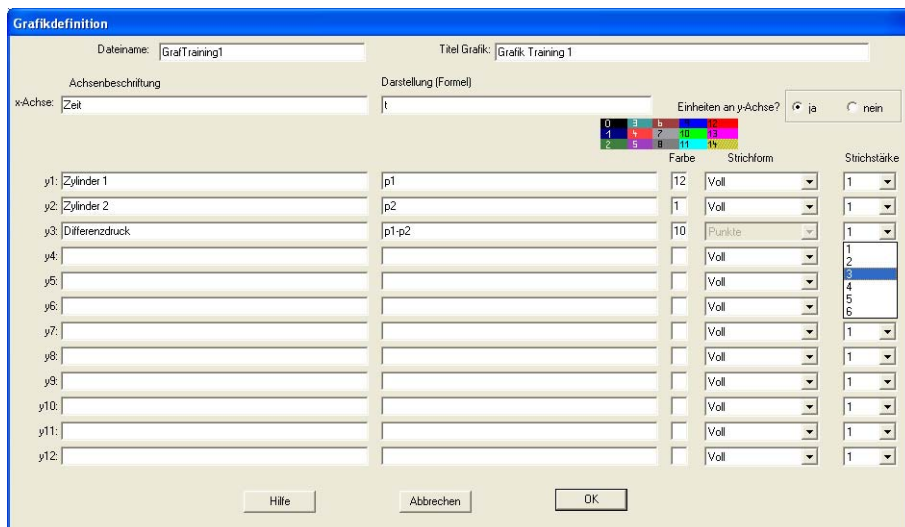 Grafikdefinition
Dateiname: GrafTraining1 Titel Grafik: Grafik Training 1
Achsenbeschriftung Darstellung (Formel)
x-Achse: Zeit t Einheiten an y-Achse? ja nein
0 3 6 9 12
1 4 7 10 13
2 5 8 11 14
Farbe Strichform Strichstärke
y1: Zylinder 1 p1 12 Voll 1
y2: Zylinder 2 p2 1 Voll 1
y3: Differenzdruck p1-p2 10 Punkte 1
y4: Voll 1
2
y5: Voll 3
4
y6: Voll 5
6
y7: Voll 1
y8: Voll 1
y9: Voll 1
y10: Voll 1
y11: Voll 1
y12: Voll 1
Hilfe Abbrechen OK